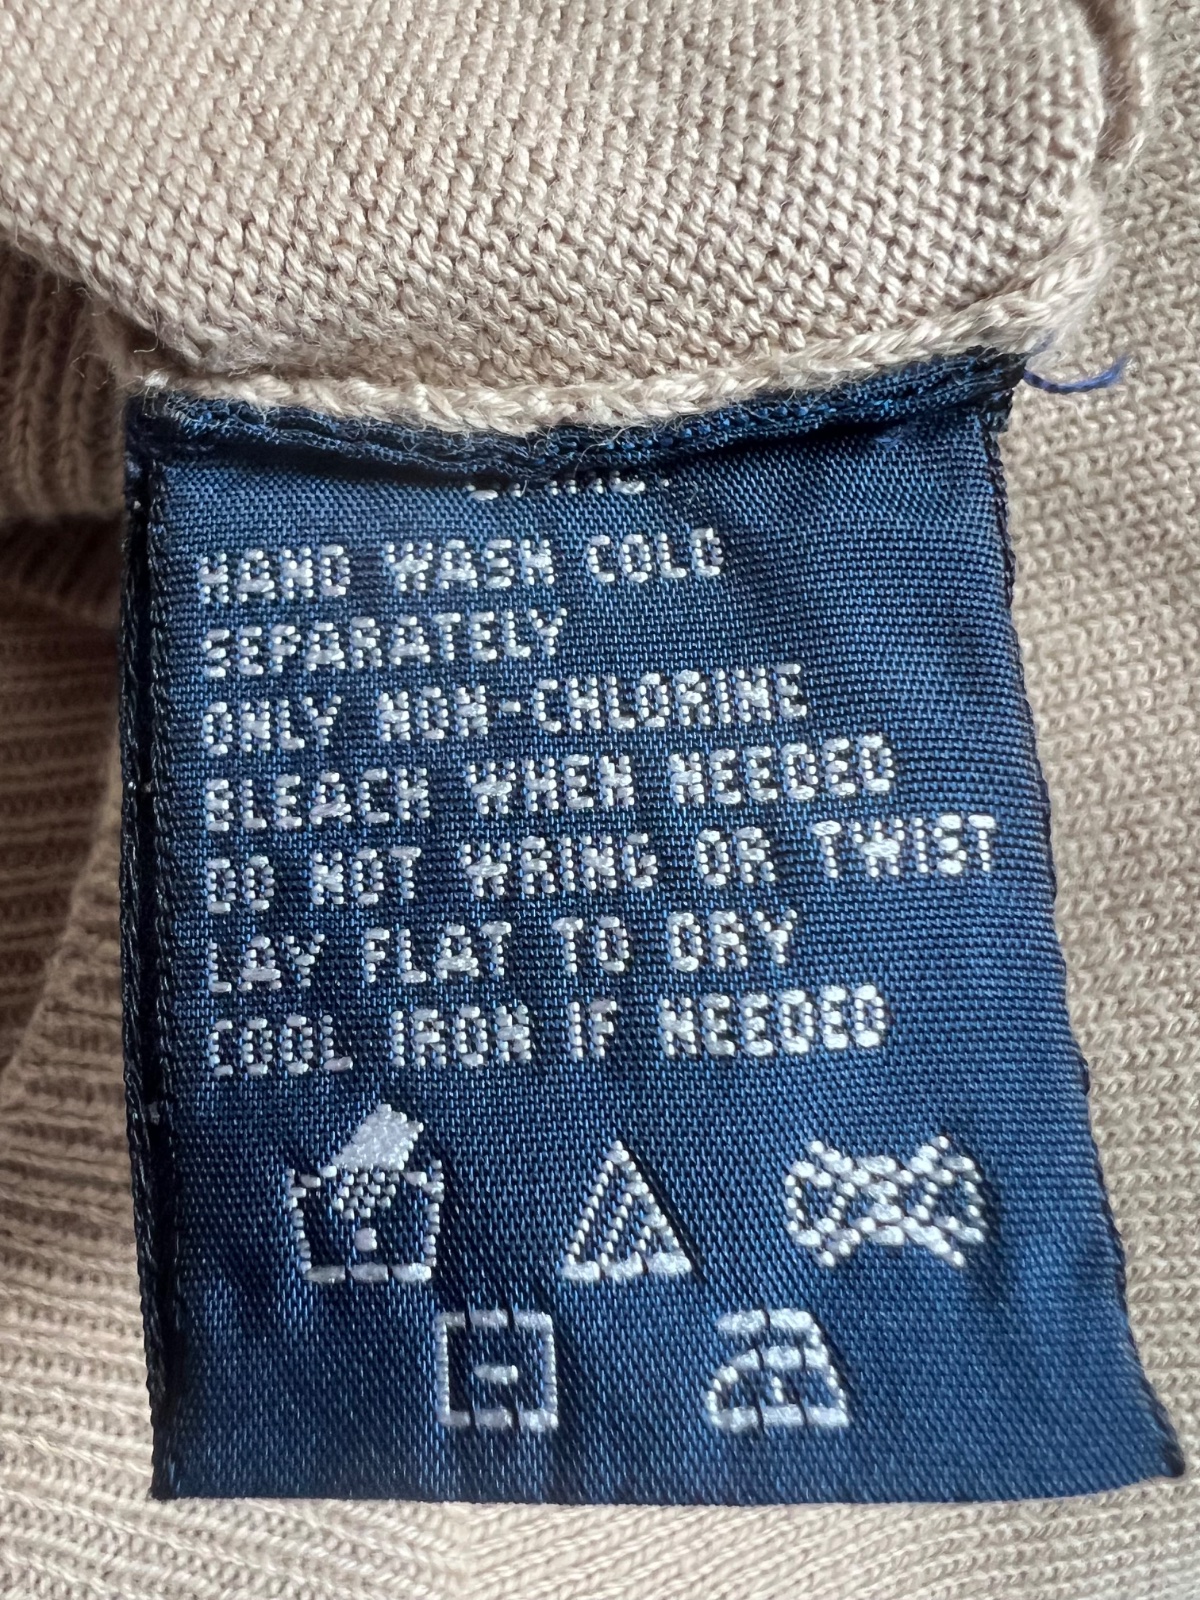 HAND WASH COLD
SEPARATELY
ONLY NON-CHLORINE
BLEACH WHEN NEEDED
DO NOT WRING OR TWIST
LAY FLAT TO DRY
COOL IRON IF NEEDED